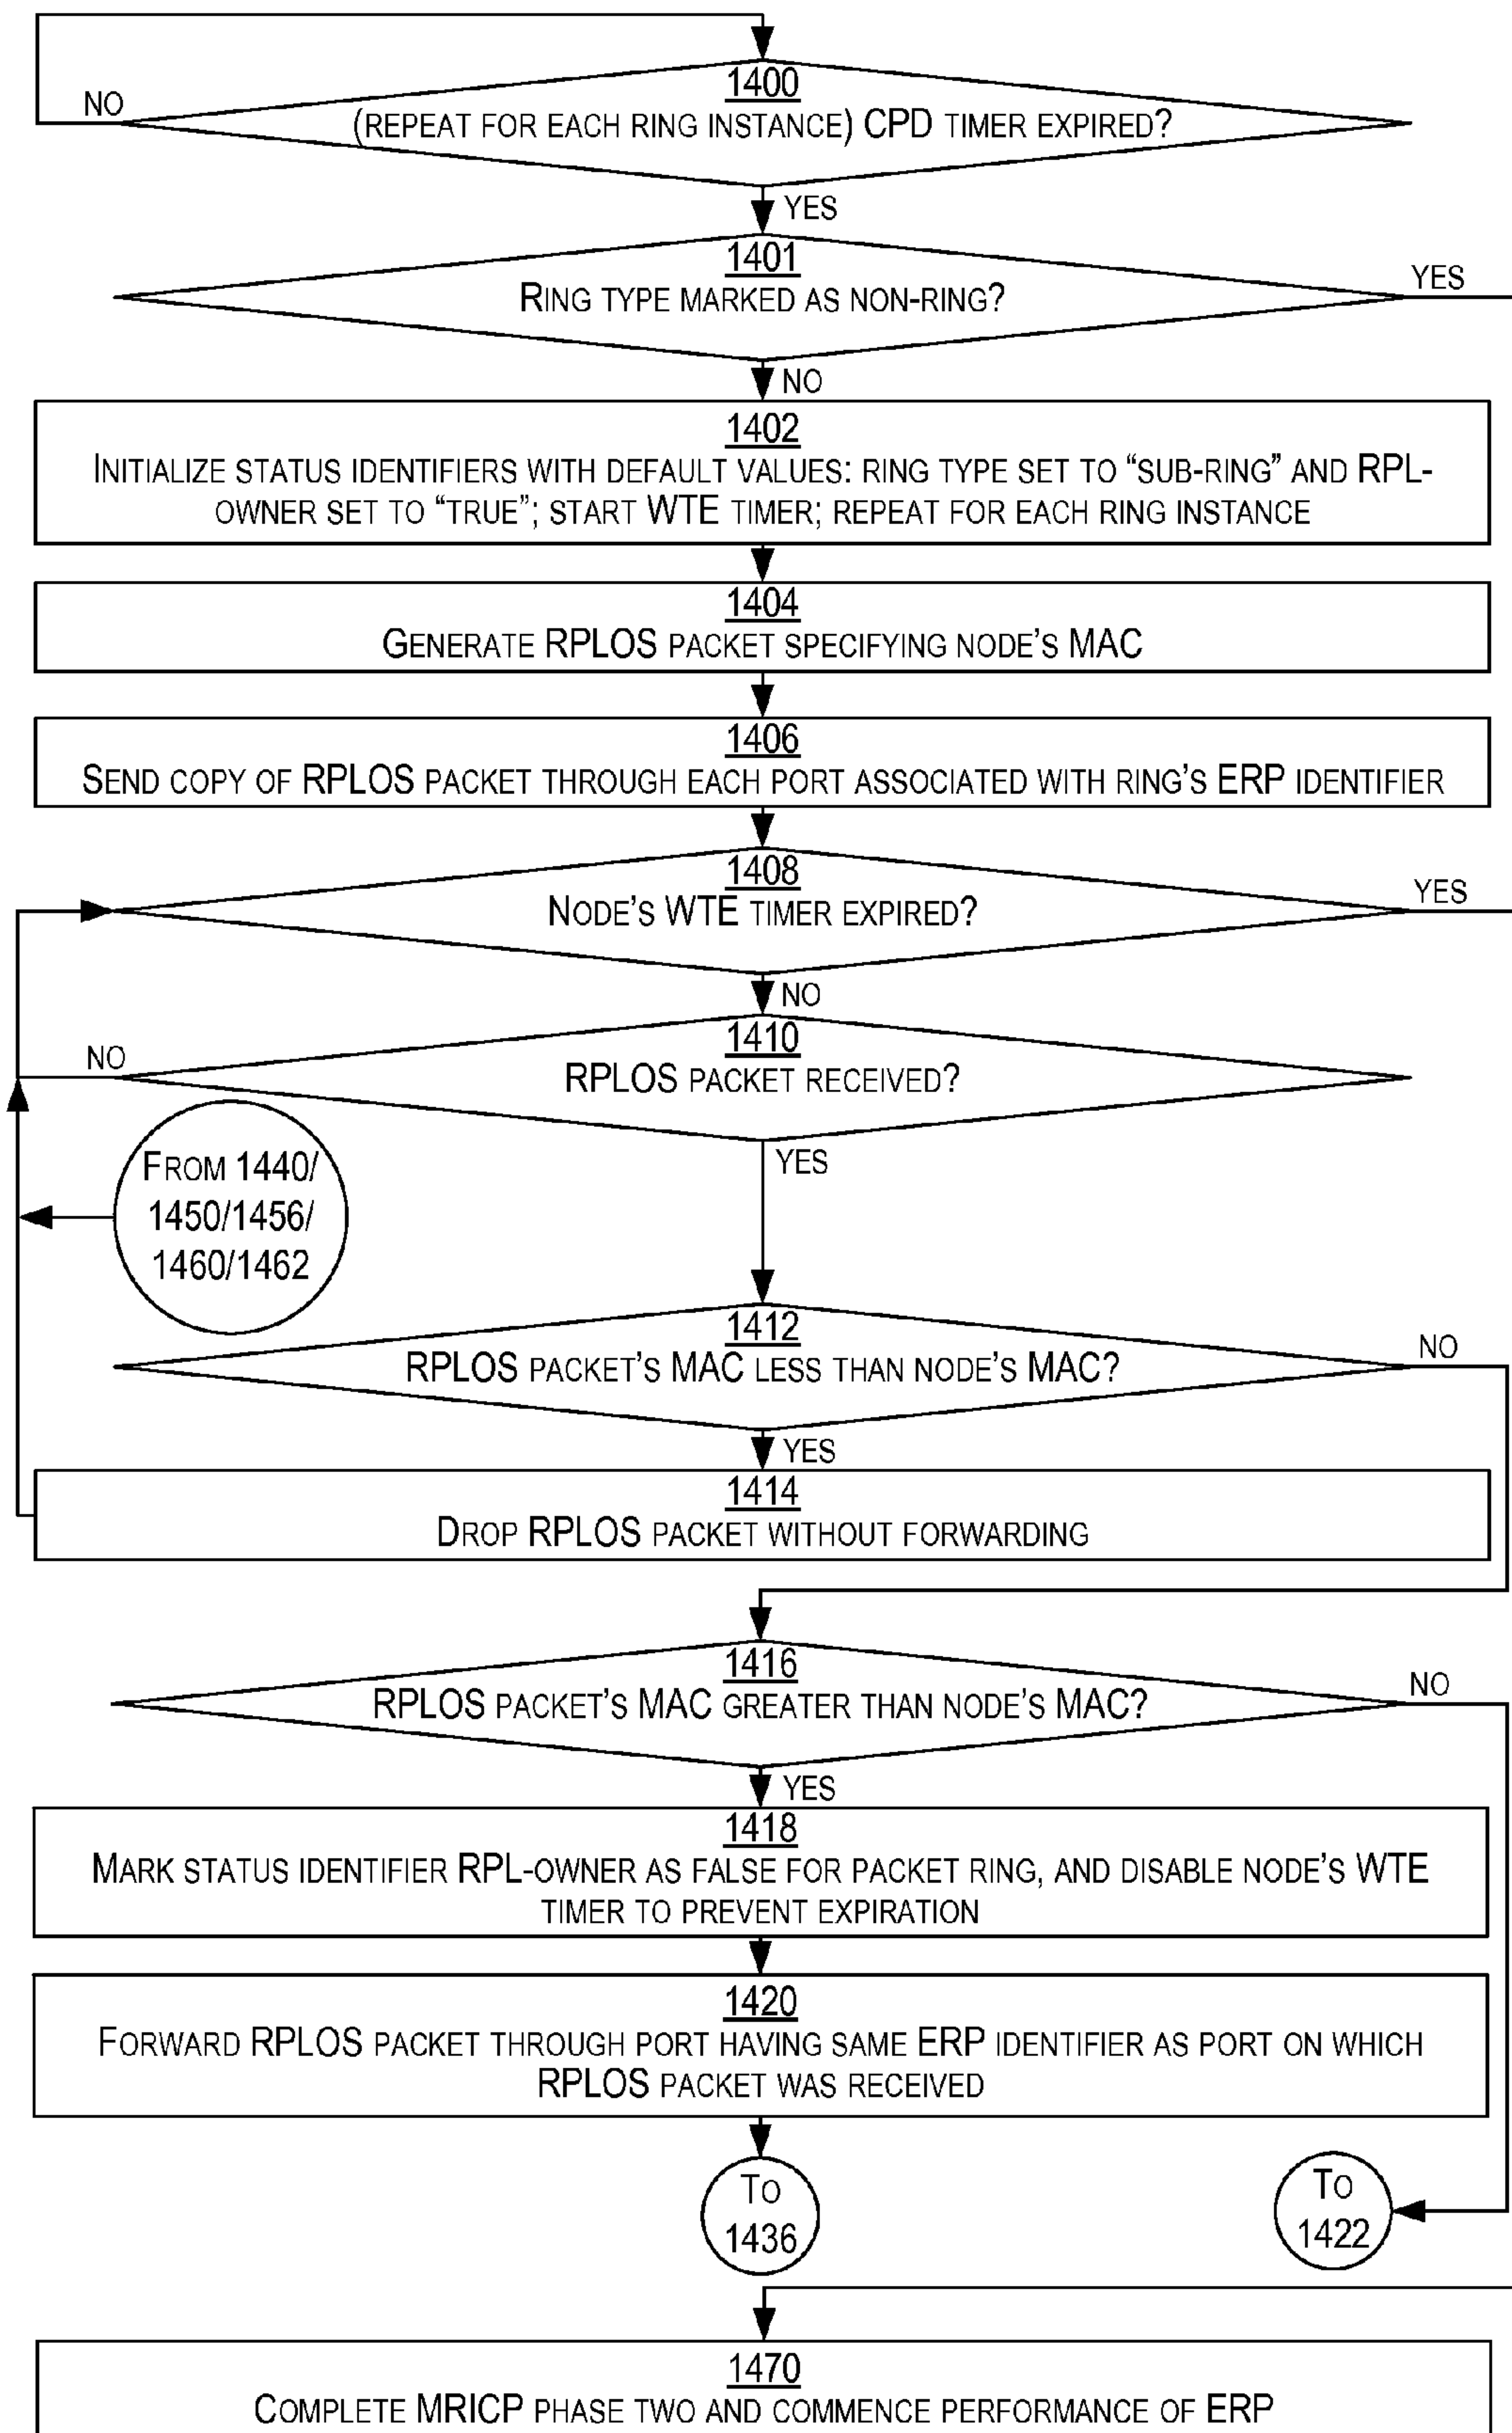 1400
NO
(REPEAT FOR EACH RING INSTANCE) CPD TIMER EXPIRED?
YES
1401
YES
RING TYPE MARKED AS NON-RING?
NO
1402
INITIALIZE STATUS IDENTIFIERS WITH DEFAULT VALUES: RING TYPE SET TO “SUB-RING” AND RPL-
OWNER SET TO “TRUE”; START WTE TIMER; REPEAT FOR EACH RING INSTANCE
1404
GENERATE RPLOS PACKET SPECIFYING NODE'S MAC
1406
SEND COPY OF RPLOS PACKET THROUGH EACH PORT ASSOCIATED WITH RING'S ERP IDENTIFIER
1408
YES
NODE'S WTE TIMER EXPIRED?
NO
1410
NO
RPLOS PACKET RECEIVED?
YES
FROM 1440/
1450/1456/
1460/1462
1412
NO
RPLOS PACKET'S MAC LESS THAN NODE'S MAC?
YES
1414
DROP RPLOS PACKET WITHOUT FORWARDING
1416
NO
RPLOS PACKET'S MAC GREATER THAN NODE'S MAC?
YES
1418
MARK STATUS IDENTIFIER RPL-OWNER AS FALSE FOR PACKET RING, AND DISABLE NODE'S WTE
TIMER TO PREVENT EXPIRATION
1420
FORWARD RPLOS PACKET THROUGH PORT HAVING SAME ERP IDENTIFIER AS PORT ON WHICH
RPLOS PACKET WAS RECEIVED
TO
1436
TO
1422
1470
COMPLETE MRICP PHASE TWO AND COMMENCE PERFORMANCE OF ERP